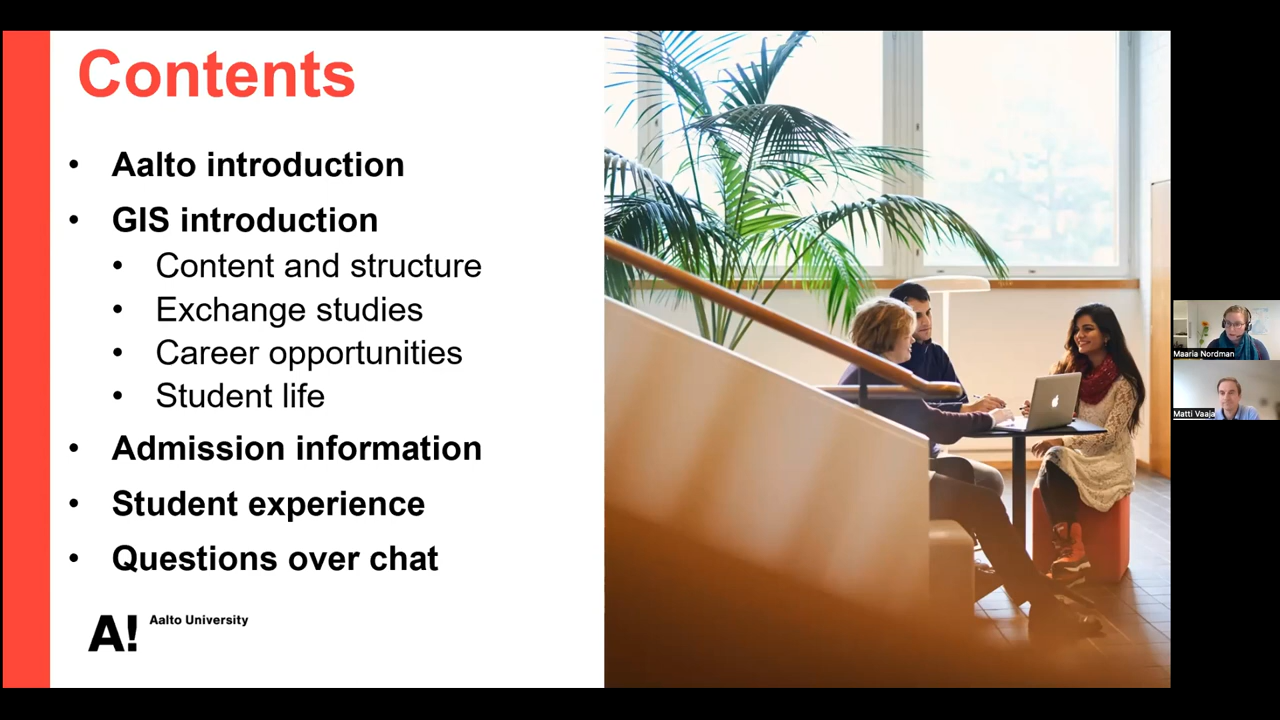 Contents
• Aalto introduction
• GIS introduction
• Content and structure
• Exchange studies
• Career opportunities
• Student life
• Admission information
• Student experience
• Questions over chat
A! Aalto University
Maaria Nordman
Matti Vaaja